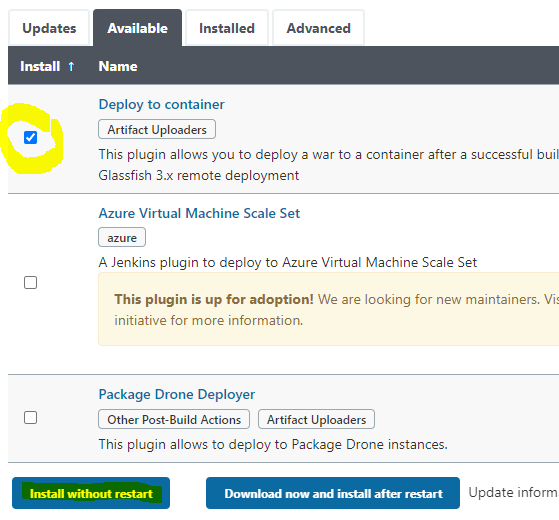 Updates Available Installed Advanced
Install ↑ Name
Deploy to container
Artifact Uploaders
This plugin allows you to deploy a war to a container after a successful buil
Glassfish 3.x remote deployment
Azure Virtual Machine Scale Set
azure
A Jenkins plugin to deploy to Azure Virtual Machine Scale Set
This plugin is up for adoption! We are looking for new maintainers. Vis
initiative for more information.
Package Drone Deployer
Other Post-Build Actions Artifact Uploaders
This plugin allows to deploy to Package Drone instances.
Install without restart Download now and install after restart Update inform